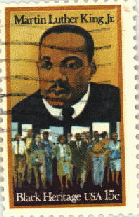 Martin Luther King Jr.
Black Heritage USA 15c